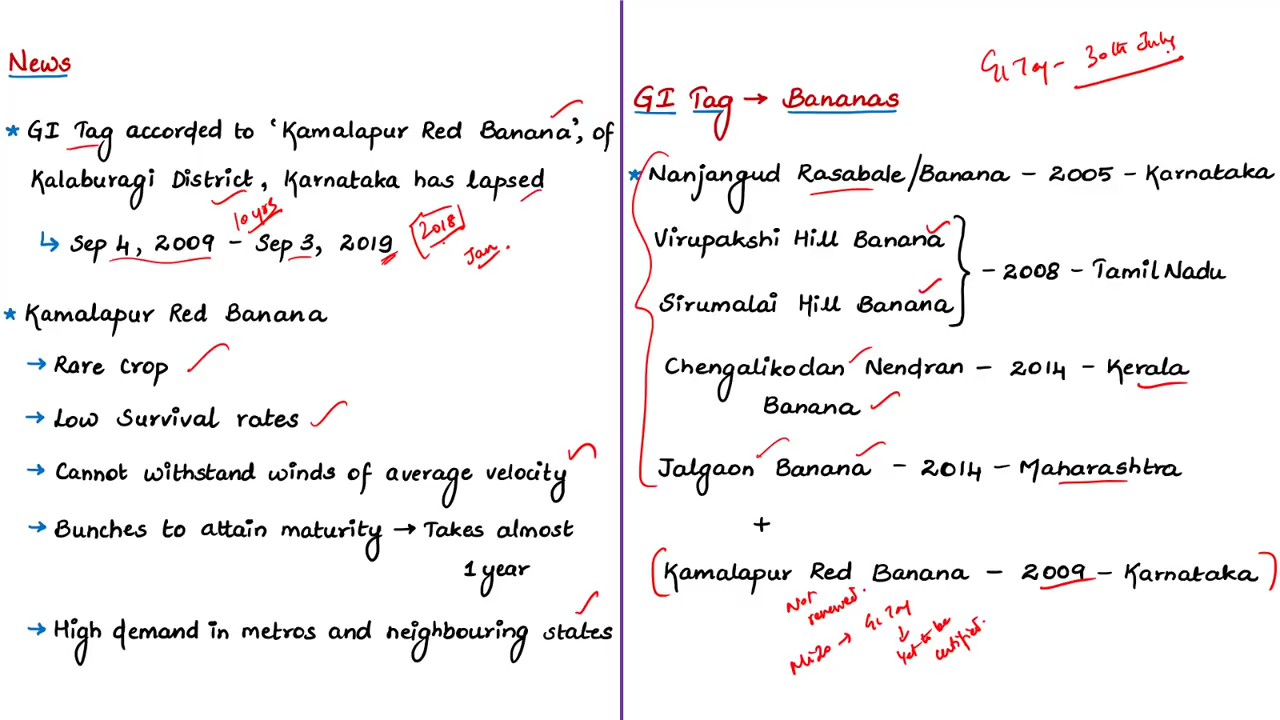 News
* GI Tag accorded to 'Kamalapur Red Banana', of
Kalaburagi District, Karnataka has lapsed
↳ Sep 4, 2009 - Sep 3, 2019
10 yrs
[2018]
Jan.
* Kamalapur Red Banana
→ Rare crop
→ Low Survival rates
→ Cannot withstand winds of average velocity
→ Bunches to attain maturity → Takes almost
1 year
→ High demand in metros and neighbouring states
GI Tag - 30th July
GI Tag → Bananas
* Nanjangud Rasabale/Banana - 2005 - Karnataka
Virupakshi Hill Banana
Sirumalai Hill Banana
} - 2008 - Tamil Nadu
Chengalikodan Nendran - 2014 - Kerala
Banana
Jalgaon Banana - 2014 - Maharashtra
+
(Kamalapur Red Banana - 2009 - Karnataka)
Not
renewed.
→ GI Tag
↓
Yet to be
certified.